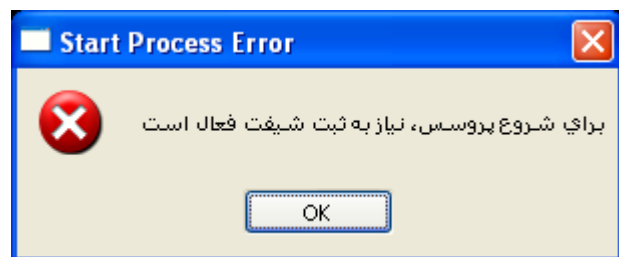 Start Process Error
براي شروع پروسس، نياز به ثبت شيفت فعال است
OK